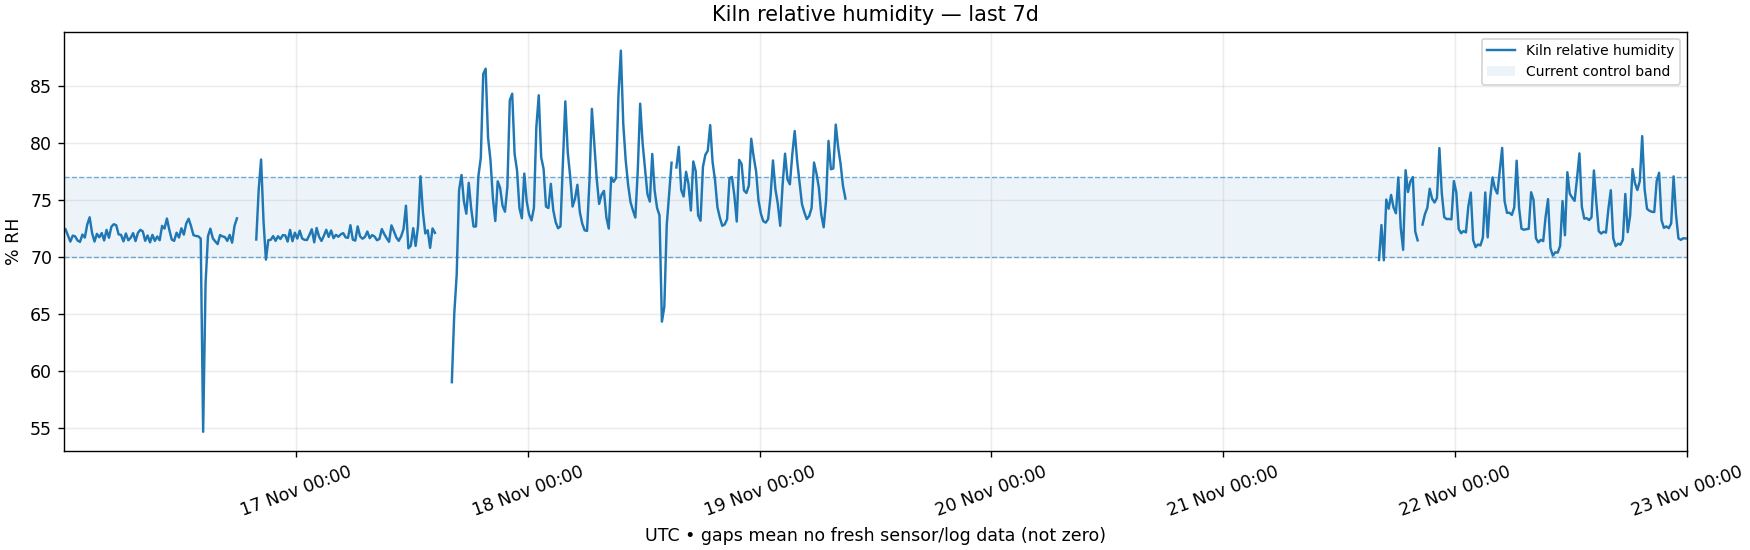 Kiln relative humidity — last 7d
Kiln relative humidity
Current control band
% RH
85
80
75
70
65
60
55
17 Nov 00:00
18 Nov 00:00
19 Nov 00:00
20 Nov 00:00
21 Nov 00:00
22 Nov 00:00
23 Nov 00:00
UTC • gaps mean no fresh sensor/log data (not zero)